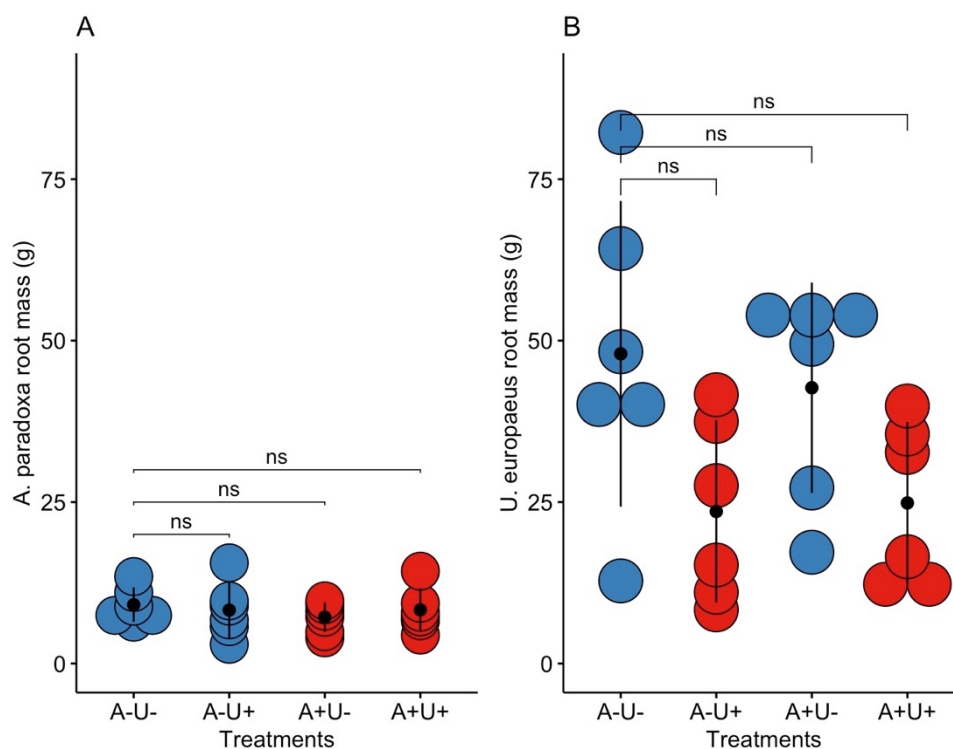 A
A. paradoxa root mass (g)
75
50
25
0
ns
ns
ns
A-U-
A-U+
A+U-
A+U+
Treatments
B
U. europaeus root mass (g)
75
50
25
0
ns
ns
ns
A-U-
A-U+
A+U-
A+U+
Treatments